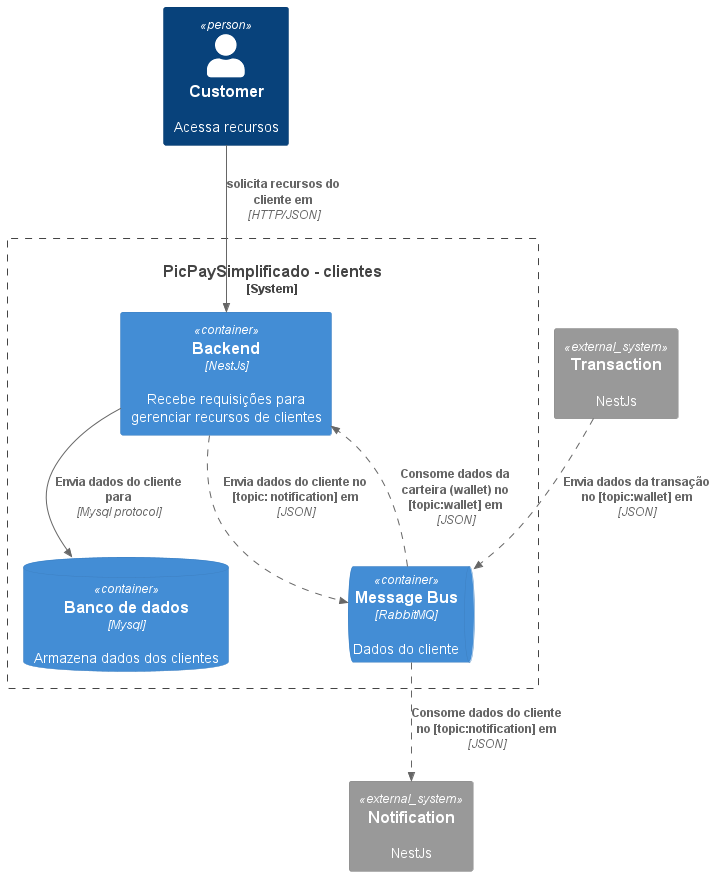 «person»
Customer
Acessa recursos
solicita recursos do
cliente em
[HTTP/JSON]
PicPaySimplificado - clientes
[System]
«container»
Backend
[NestJs]
Recebe requisições para
gerenciar recursos de clientes
«external_system»
Transaction
NestJs
Envia dados do cliente
para
[Mysql protocol]
Envia dados do cliente no
[topic: notification] em
[JSON]
Consome dados da
carteira (wallet) no
[topic:wallet] em
[JSON]
Envia dados da transação
no [topic:wallet] em
[JSON]
«container»
Banco de dados
[Mysql]
Armazena dados dos clientes
«container»
Message Bus
[RabbitMQ]
Dados do cliente
Consome dados do cliente
no [topic:notification] em
[JSON]
«external_system»
Notification
NestJs